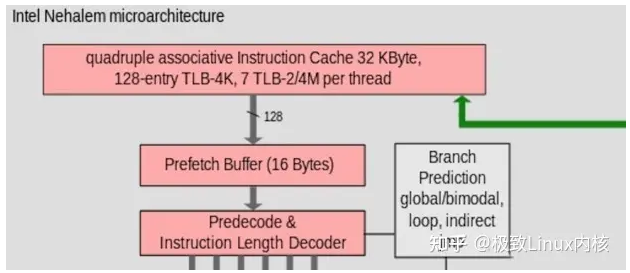 Intel Nehalem microarchitecture
quadruple associative Instruction Cache 32 KByte,
128-entry TLB-4K, 7 TLB-2/4M per thread
128
Prefetch Buffer (16 Bytes)
Predecode &
Instruction Length Decoder
Branch
Prediction
global/bimodal,
loop, indirect
知乎 @极致Linux内核